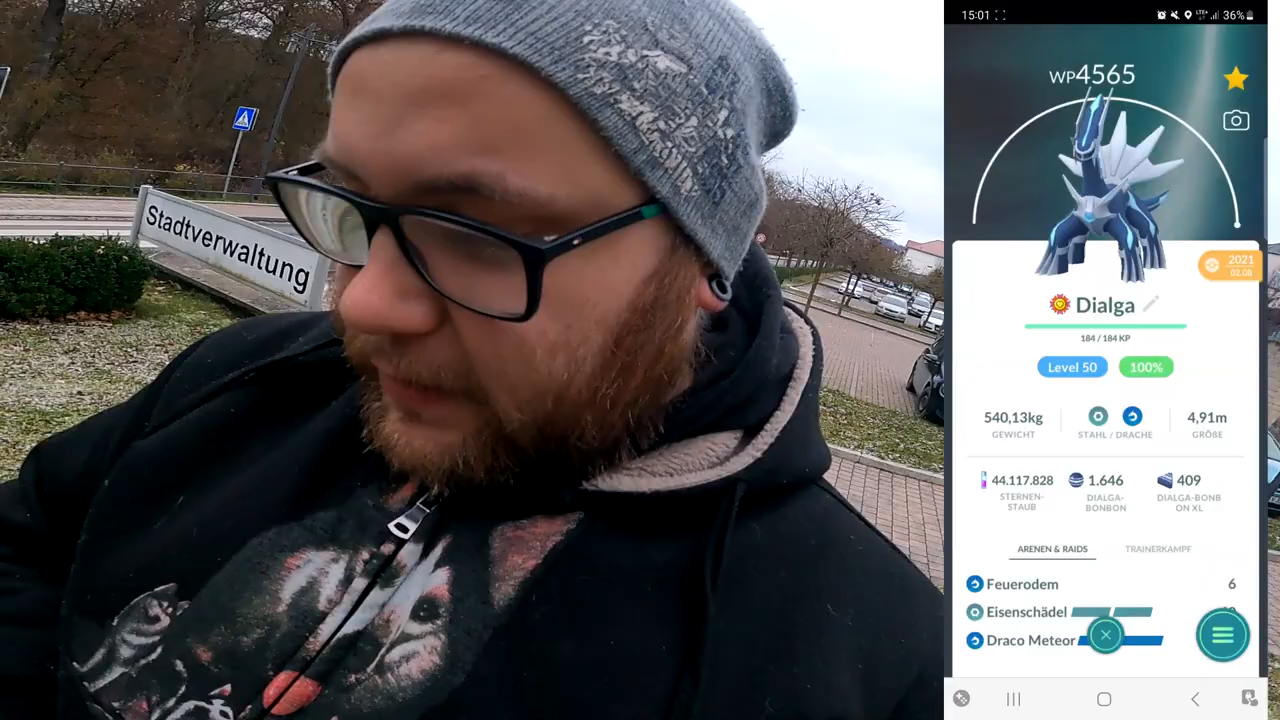 Stadtverwaltung
15:01
LTE+
36%
WP4565
2021
02.08
Dialga
184 / 184 KP
Level 50
100%
540,13kg
GEWICHT
STAHL / DRACHE
4,91m
GRÖSSE
44.117.828
STERNEN-
STAUB
1.646
DIALGA-
BONBON
409
DIALGA-BONB
ON XL
ARENEN & RAIDS
TRAINERKAMPF
Feuerodem
6
Eisenschädel
Draco Meteor